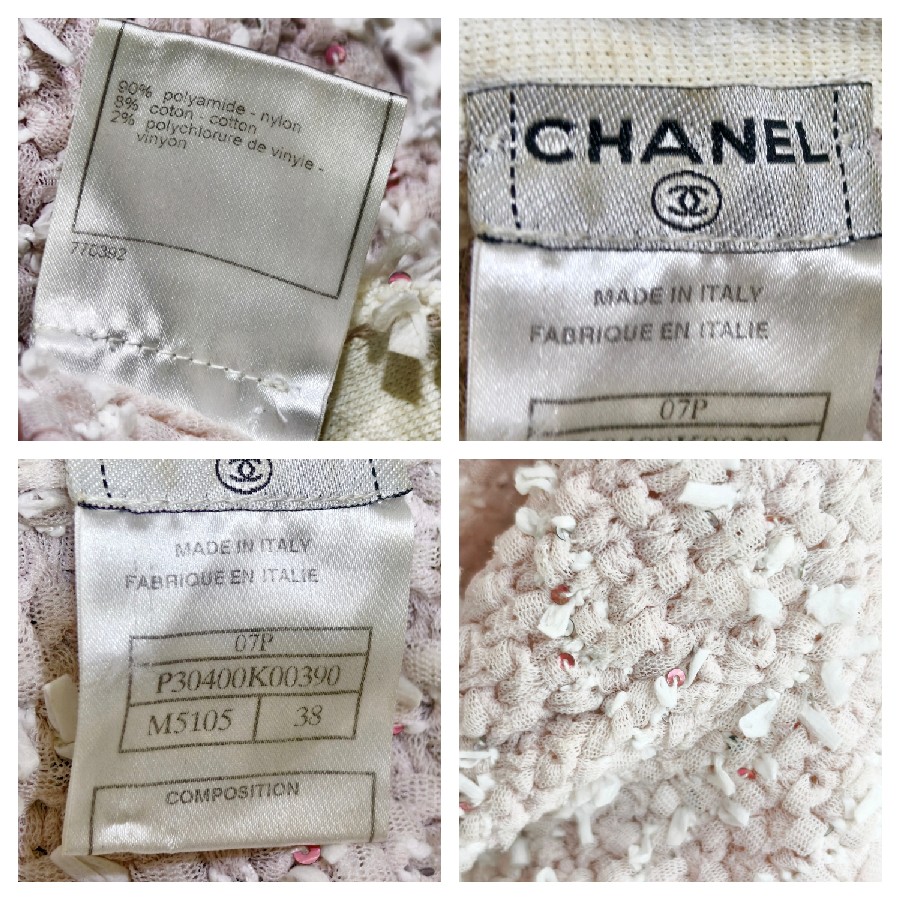 90% polyamide - nylon
8% coton - cotton
2% polychlorure de vinyle -
vinyon
770392
CHANEL
MADE IN ITALY
FABRIQUE EN ITALIE
07P
MADE IN ITALY
FABRIQUE EN ITALIE
07P
P30400K00390
M5105 38
COMPOSITION